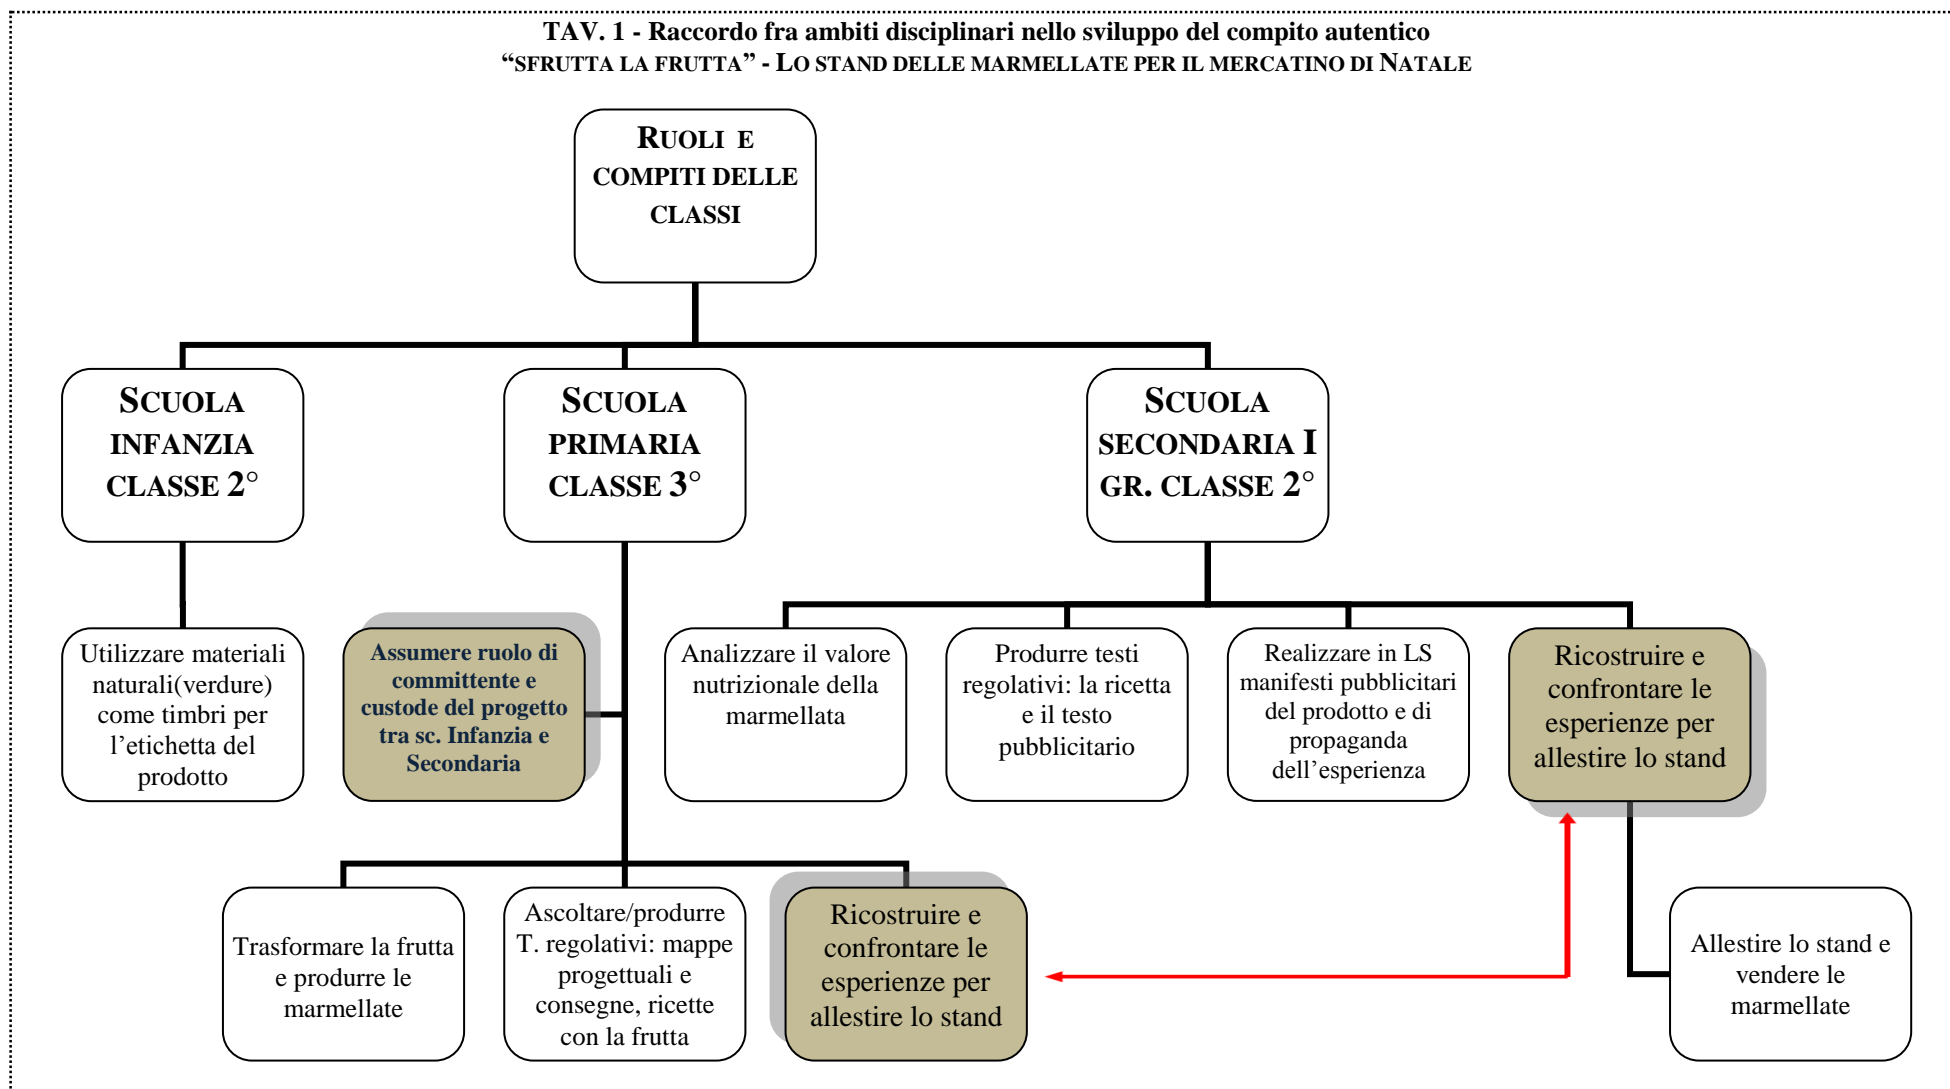 TAV. 1 - Raccordo fra ambiti disciplinari nello sviluppo del compito autentico
“SFRUTTA LA FRUTTA” - LO STAND DELLE MARMELLATE PER IL MERCATINO DI NATALE
RUOLI E
COMPITI DELLE
CLASSI
SCUOLA
INFANZIA
CLASSE 2°
SCUOLA
PRIMARIA
CLASSE 3°
SCUOLA
SECONDARIA I
GR. CLASSE 2°
Utilizzare materiali
naturali(verdure)
come timbri per
l’etichetta del
prodotto
Assumere ruolo di
committente e
custode del progetto
tra sc. Infanzia e
Secondaria
Analizzare il valore
nutrizionale della
marmellata
Produrre testi
regolativi: la ricetta
e il testo
pubblicitario
Realizzare in LS
manifesti pubblicitari
del prodotto e di
propaganda
dell’esperienza
Ricostruire e
confrontare le
esperienze per
allestire lo stand
Trasformare la frutta
e produrre le
marmellate
Ascoltare/produrre
T. regolativi: mappe
progettuali e
consegne, ricette
con la frutta
Ricostruire e
confrontare le
esperienze per
allestire lo stand
Allestire lo stand e
vendere le
marmellate